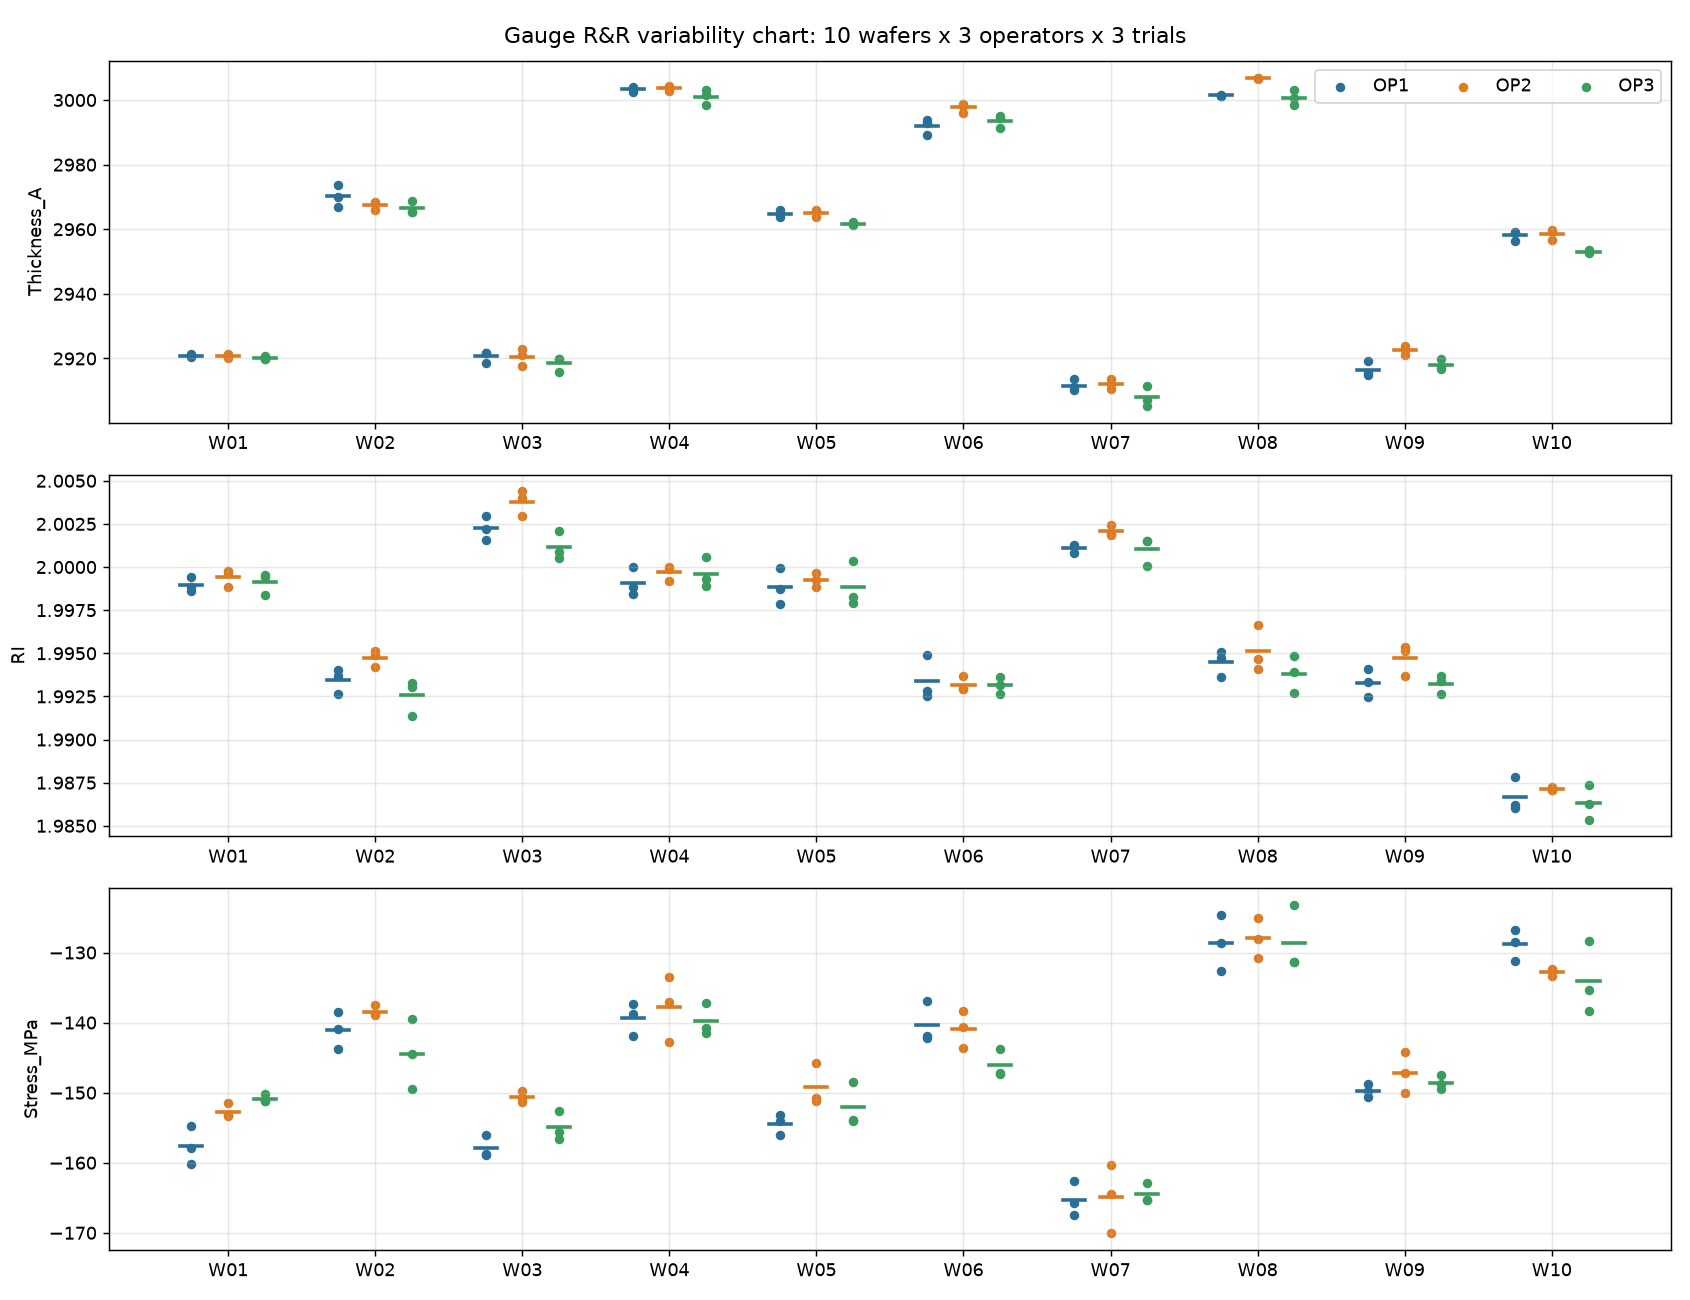 Gauge R&R variability chart: 10 wafers x 3 operators x 3 trials
OP1 OP2 OP3
Thickness_A
3000
2980
2960
2940
2920
W01 W02 W03 W04 W05 W06 W07 W08 W09 W10
RI
2.0050
2.0025
2.0000
1.9975
1.9950
1.9925
1.9900
1.9875
1.9850
W01 W02 W03 W04 W05 W06 W07 W08 W09 W10
Stress_MPa
−130
−140
−150
−160
−170
W01 W02 W03 W04 W05 W06 W07 W08 W09 W10